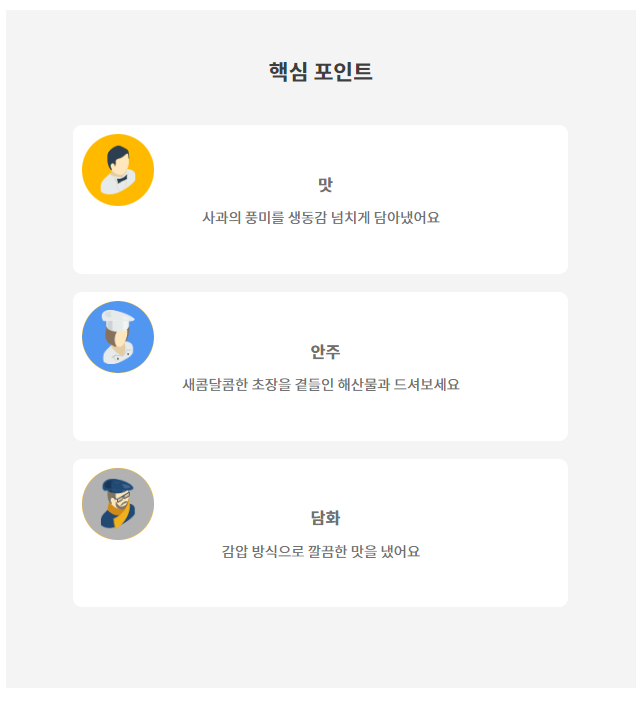 핵심 포인트
맛
사과의 풍미를 생동감 넘치게 담아냈어요
안주
새콤달콤한 초장을 곁들인 해산물과 드셔보세요
담화
감압 방식으로 깔끔한 맛을 냈어요